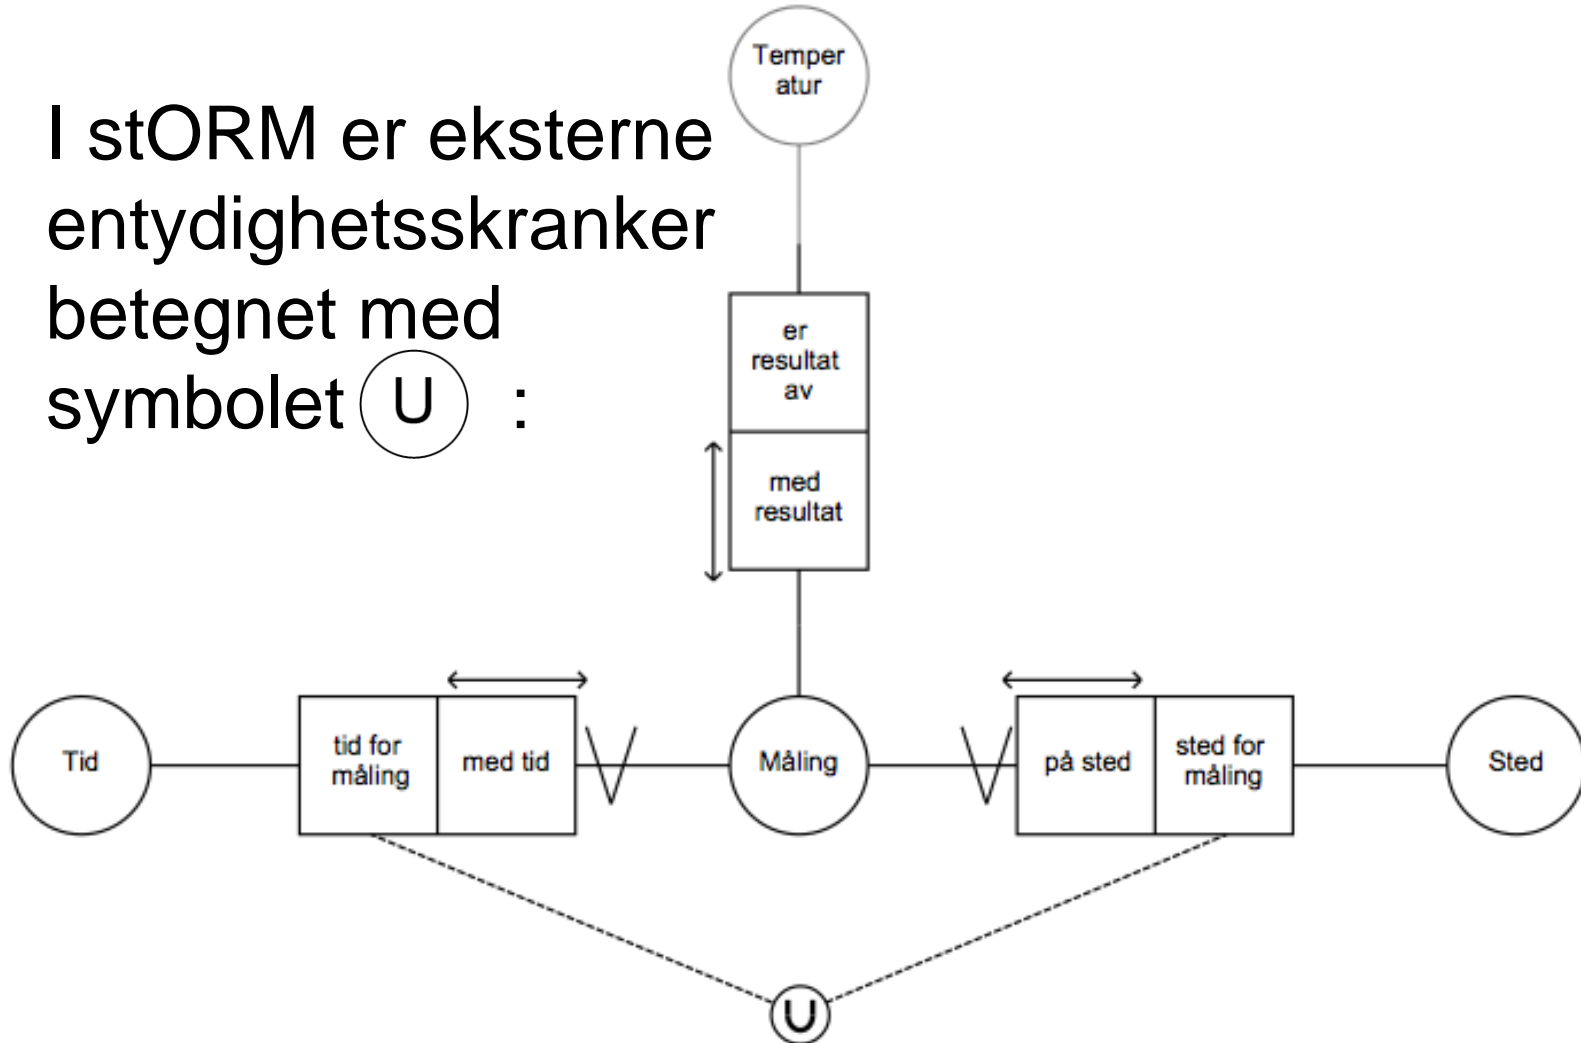 I stORM er eksterne
entydighetsskranker
betegnet med
symbolet U :
Temper
atur
er
resultat
av
med
resultat
Tid
tid for
måling
med tid
Måling
på sted
sted for
måling
Sted
U